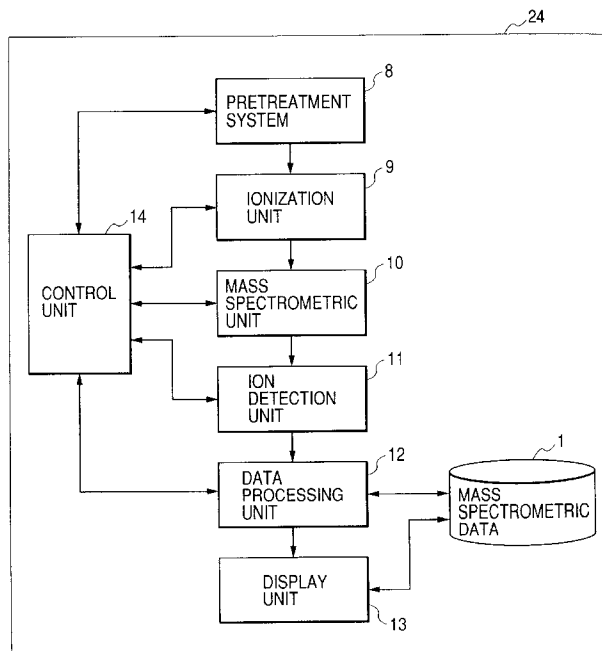 24
8
PRETREATMENT
SYSTEM
9
IONIZATION
UNIT
14
CONTROL
UNIT
10
MASS
SPECTROMETRIC
UNIT
11
ION
DETECTION
UNIT
12
DATA
PROCESSING
UNIT
1
MASS
SPECTROMETRIC
DATA
DISPLAY
UNIT
13